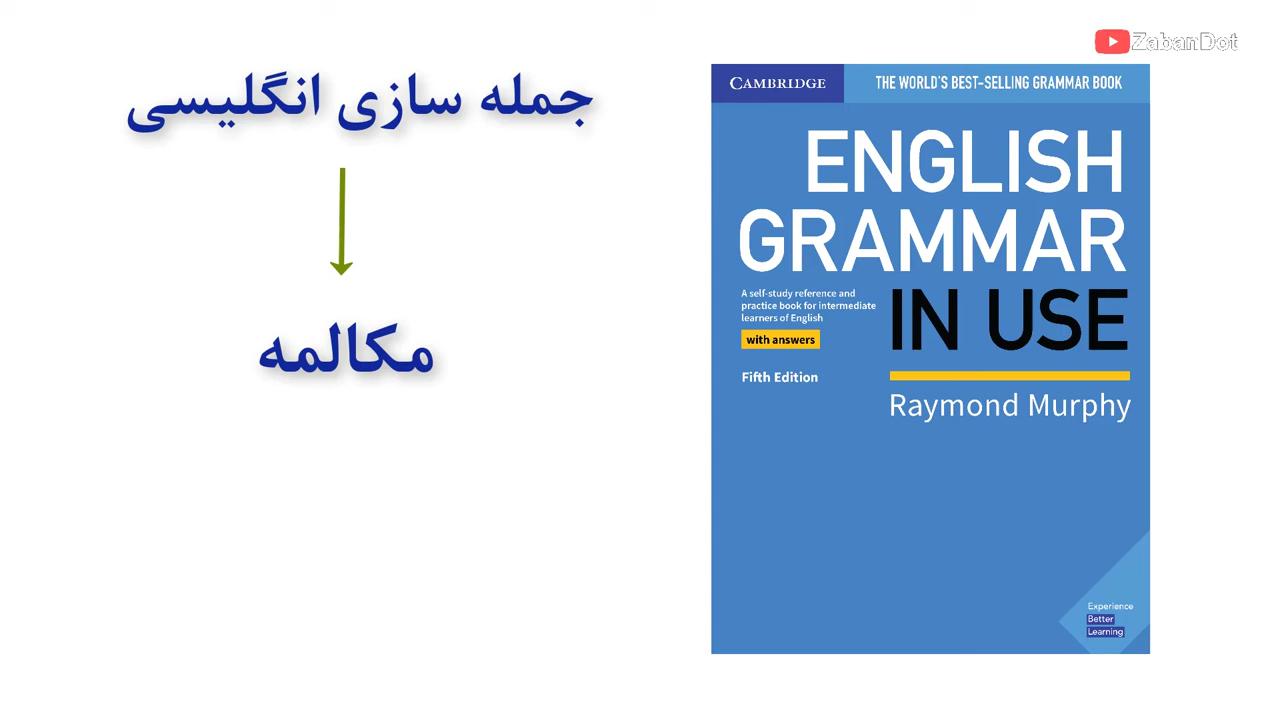 ZabanDot
جمله سازی انگلیسی
مکالمه
CAMBRIDGE
THE WORLD'S BEST-SELLING GRAMMAR BOOK
ENGLISH
GRAMMAR
IN USE
A self-study reference and
practice book for intermediate
learners of English
with answers
Fifth Edition
Raymond Murphy
Experience
Better
Learning